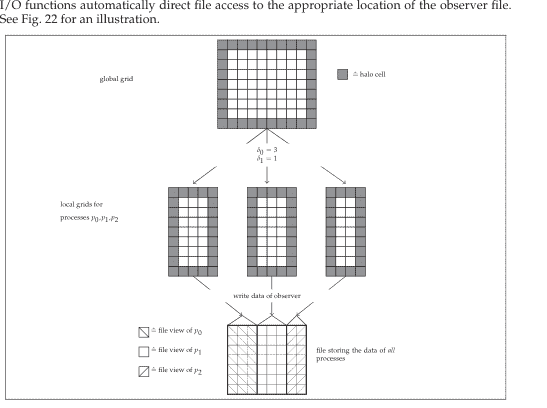 I/O functions automatically direct file access to the appropriate location of the observer file.
See Fig. 22 for an illustration.
global grid
≙ halo cell
δ0 = 3
δ1 = 1
local grids for
processes p0,p1,p2
write data of observer
≙ file view of p0
≙ file view of p1
≙ file view of p2
file storing the data of all
processes